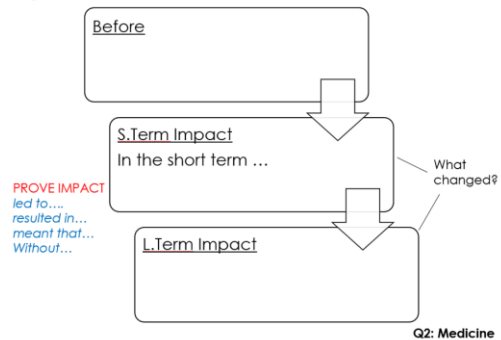 Before
S.Term Impact
In the short term …
What
changed?
PROVE IMPACT
led to….
resulted in…
meant that…
Without…
L.Term Impact
Q2: Medicine